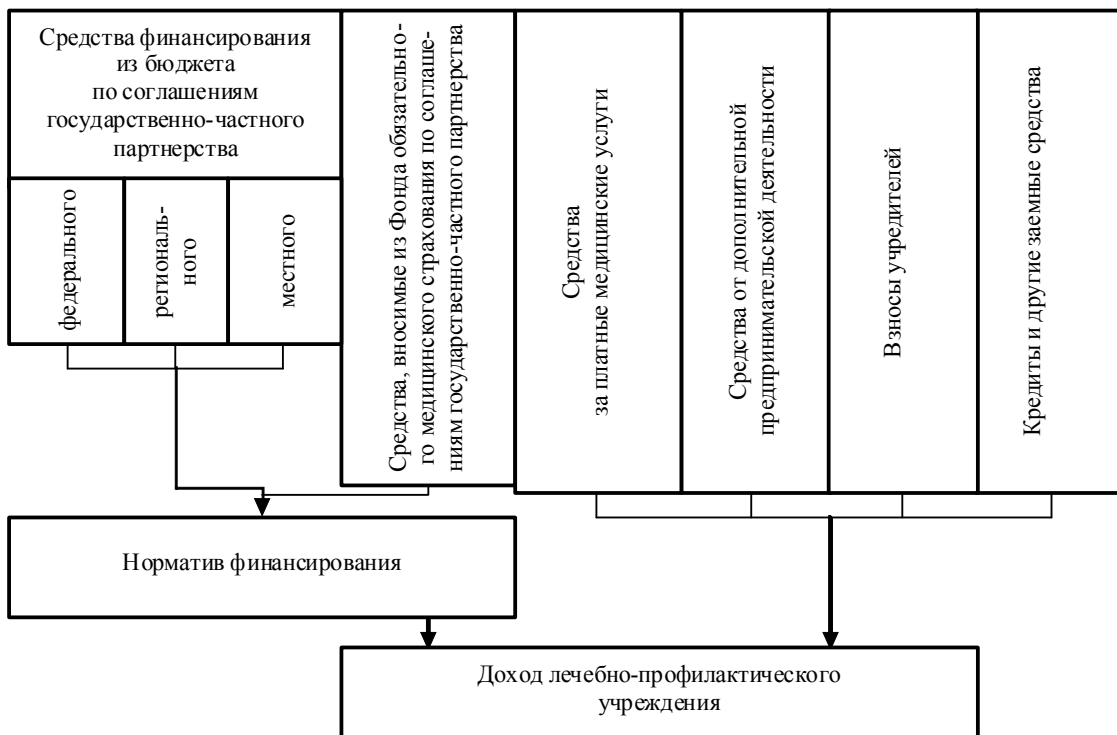 Средства финансирования
из бюджета
по соглашениям
государственно-частного
партнерства
федерального
региональ-
ного
местного
Средства, вносимые из Фонда обязательно-
го медицинского страхования по соглаше-
ниям государственно-частного партнерства
Средства
за платные медицинские услуги
Средства от дополнительной
предпринимательской деятельности
Взносы учредителей
Кредиты и другие заемные средства
Норматив финансирования
Доход лечебно-профилактического
учреждения